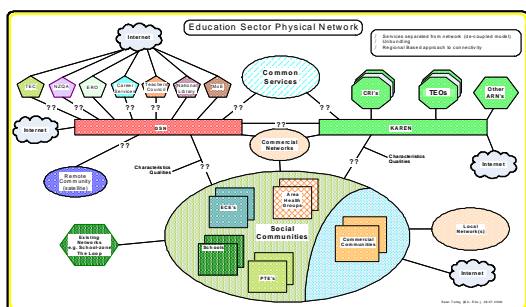 Education Sector Physical Network
/ Services separated from network (de-coupled model)
/ Unbundling
/ Regional Based approach to connectivity
Internet
TEC
NZQA
ERO
Career
Services
Teachers
Council
National
Library
MoE
Common
Services
CRI's
TEOs
Other
ARN's
??
??
??
??
??
??
??
??
??
Internet
GSN
??
KAREN
Commercial
Networks
Internet
??
Characteristics
Qualities
??
??
Characteristics
Qualities
Remote
Community
(satellite)
ECE's
Area
Health
Groups
Social
Communities
Existing
Networks
e.g. School-zone
The Loop
Schools
PTE's
Commercial
Communities
Local
Network(s)
Internet